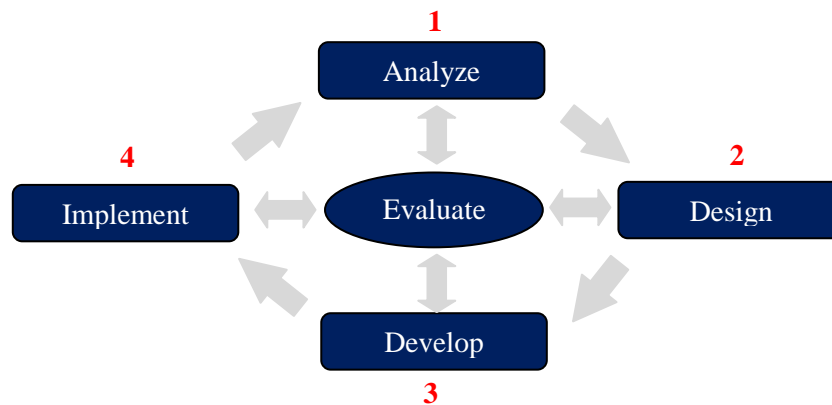 1
Analyze
4
2
Implement
Evaluate
Design
Develop
3